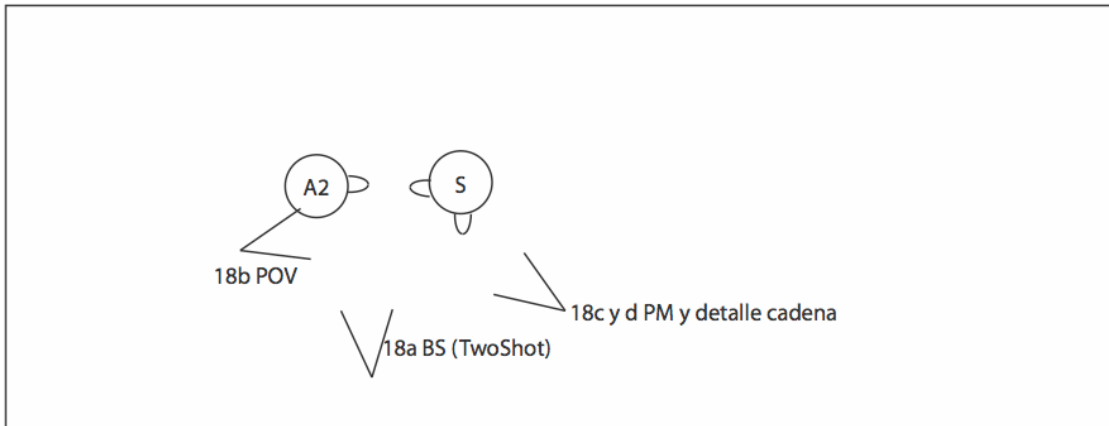 A2
S
18b POV
18c y d PM y detalle cadena
18a BS (TwoShot)